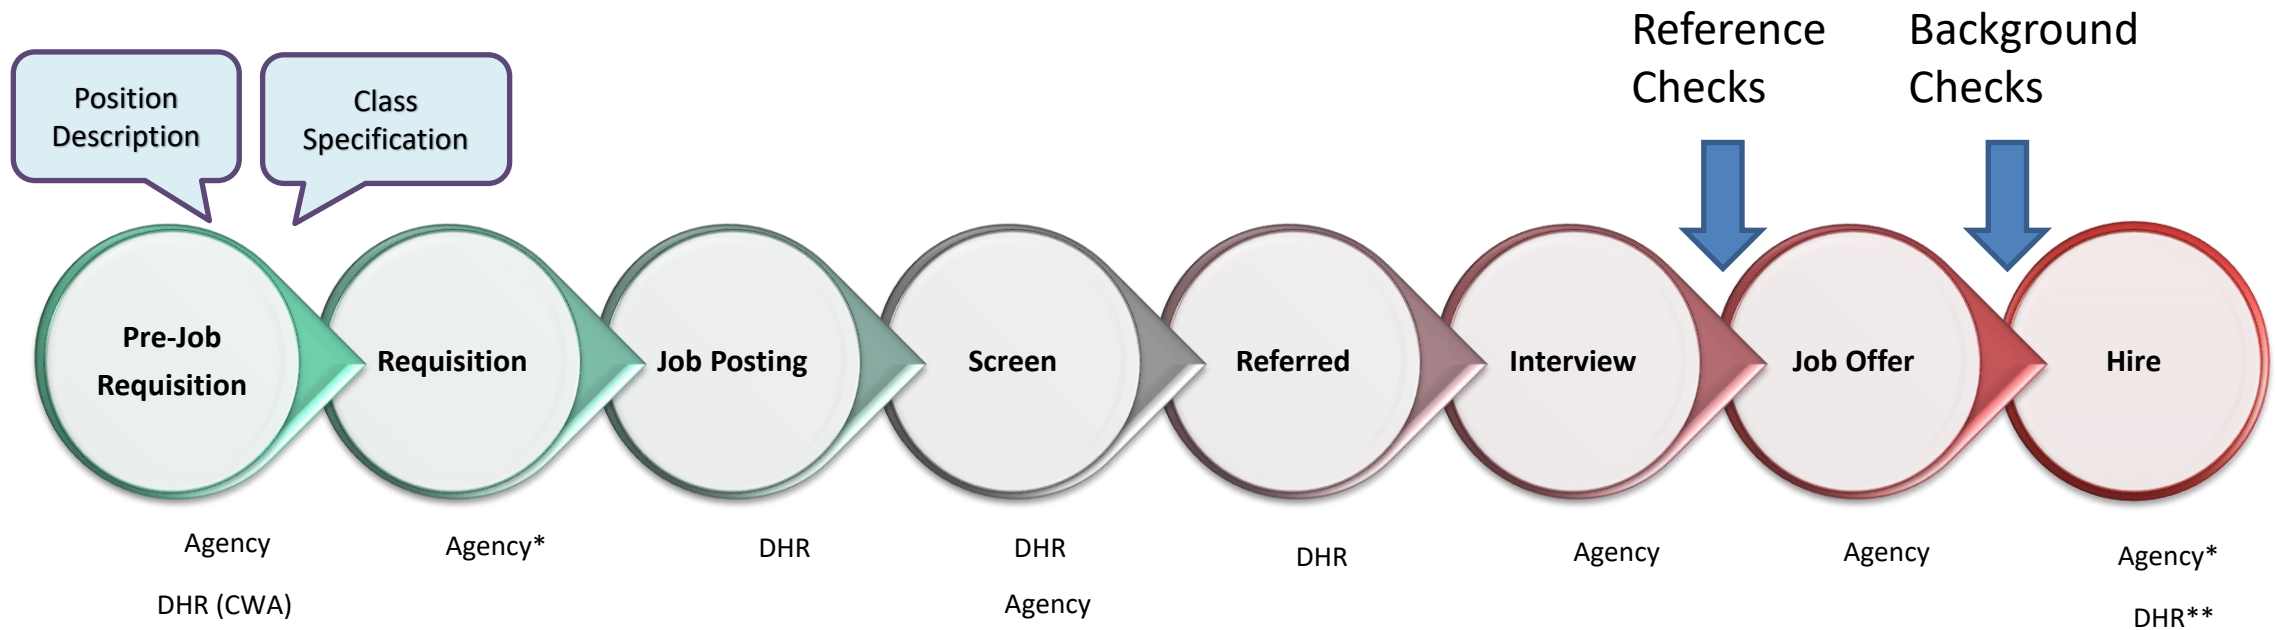 Reference
Checks
Background
Checks
Position
Description
Class
Specification
Pre-Job
Requisition
Requisition
Job Posting
Screen
Referred
Interview
Job Offer
Hire
Agency
DHR (CWA)
Agency*
DHR
DHR
Agency
DHR
Agency
Agency
Agency*
DHR**